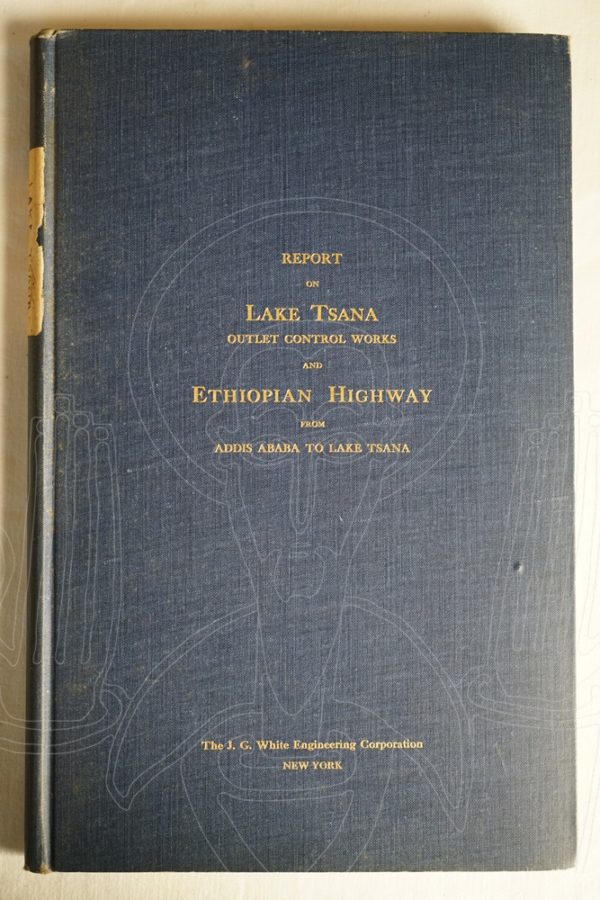 REPORT
ON
LAKE TSANA
OUTLET CONTROL WORKS
AND
ETHIOPIAN HIGHWAY
FROM
ADDIS ABABA TO LAKE TSANA
The J. G. White Engineering Corporation
NEW YORK